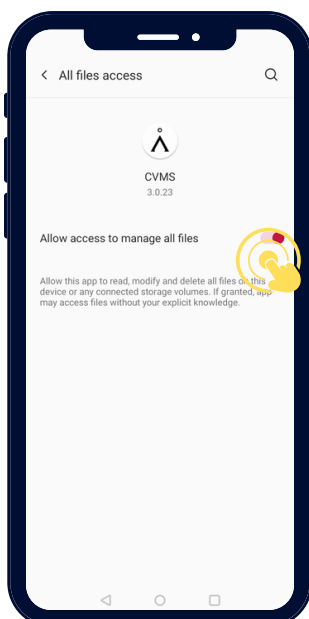 All files access
CVMS
3.0.23
Allow access to manage all files
Allow this app to read, modify and delete all files on this
device or any connected storage volumes. If granted, app
may access files without your explicit knowledge.